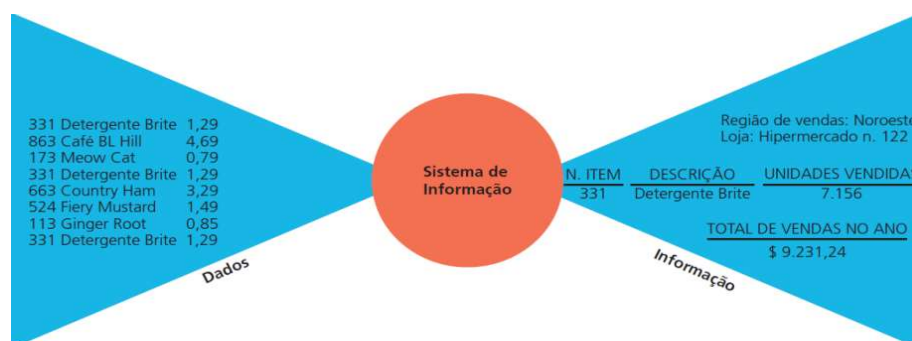 331 Detergente Brite 1,29
863 Café BL Hill 4,69
173 Meow Cat 0,79
331 Detergente Brite 1,29
663 Country Ham 3,29
524 Fiery Mustard 1,49
113 Ginger Root 0,85
331 Detergente Brite 1,29
Dados
Sistema de
Informação
Região de vendas: Noroeste
Loja: Hipermercado n. 122
N. ITEM DESCRIÇÃO UNIDADES VENDIDAS
331 Detergente Brite 7.156
TOTAL DE VENDAS NO ANO
$ 9.231,24
Informação